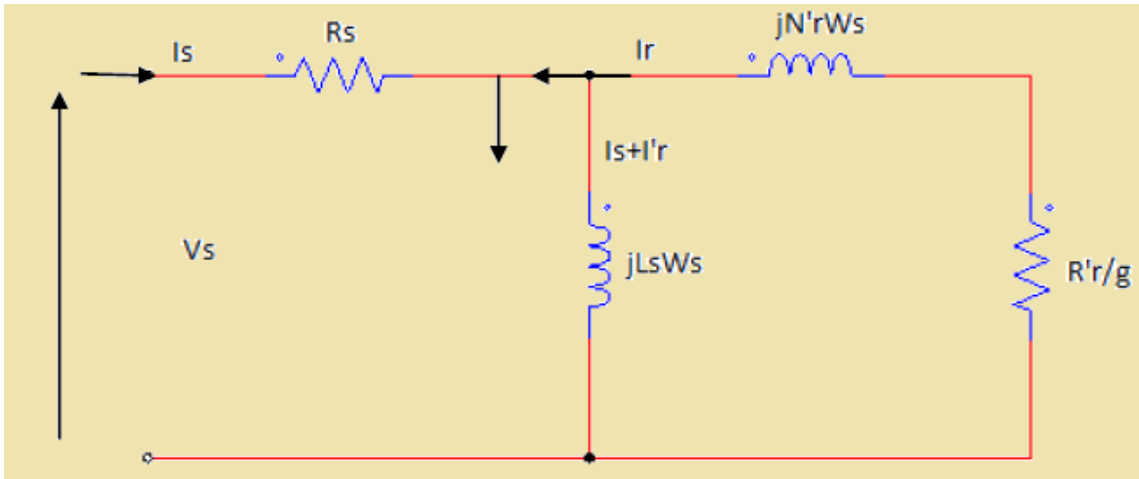 Is
Rs
Ir
jN'rWs
Is+I'r
Vs
jLsWs
R'r/g